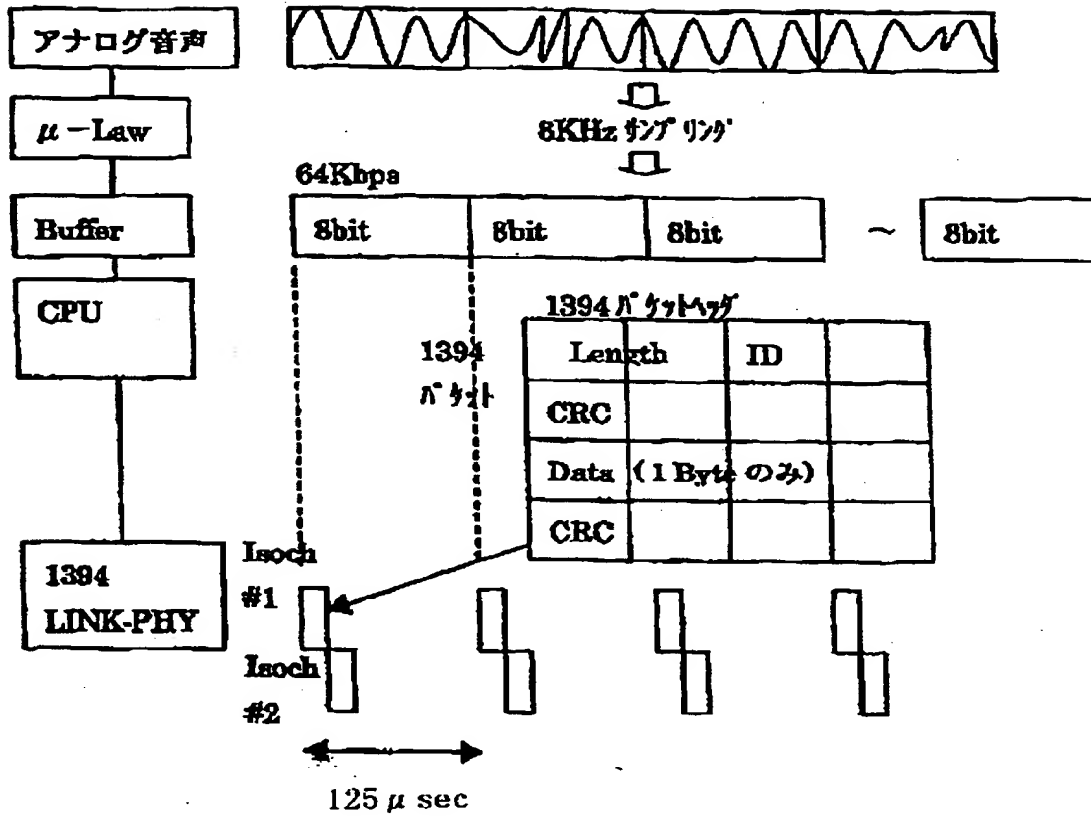 アナログ音声
μ－Law
8KHz ｻﾝﾌﾟﾘﾝｸﾞ
64Kbps
Buffer
8bit 8bit 8bit ～ 8bit
CPU
1394 ﾊﾟｹｯﾄﾍｯﾀﾞ
1394
ﾊﾟｹｯﾄ
Length ID
CRC
Data (1 Byte のみ)
CRC
1394
LINK-PHY
Isoch
#1
Isoch
#2
125 μ sec